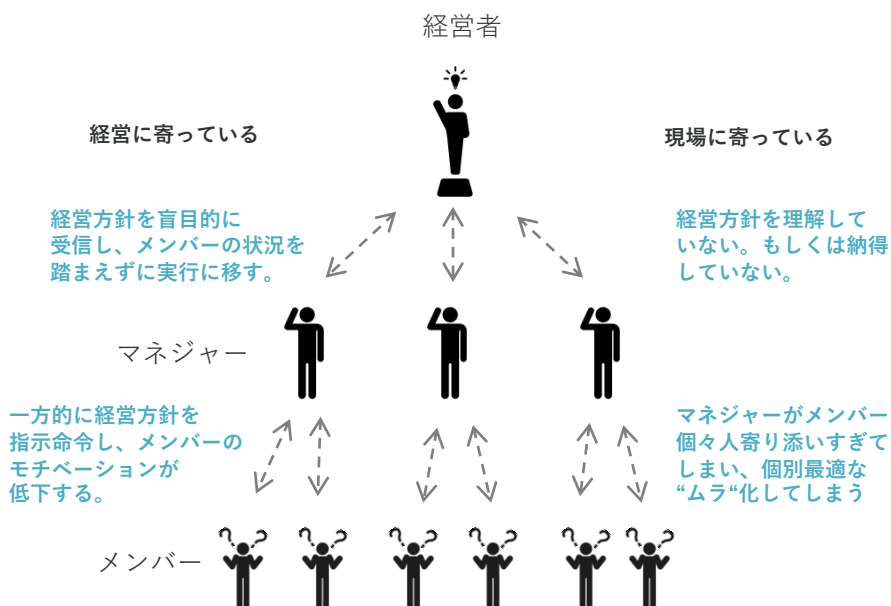 経営者
経営に寄っている
現場に寄っている
経営方針を盲目的に
受信し、メンバーの状況を
踏まえずに実行に移す。
経営方針を理解して
いない。もしくは納得
していない。
マネジャー
一方的に経営方針を
指示命令し、メンバーの
モチベーションが
低下する。
マネジャーがメンバー
個々人寄り添いすぎて
しまい、個別最適な
“ムラ“化してしまう
メンバー